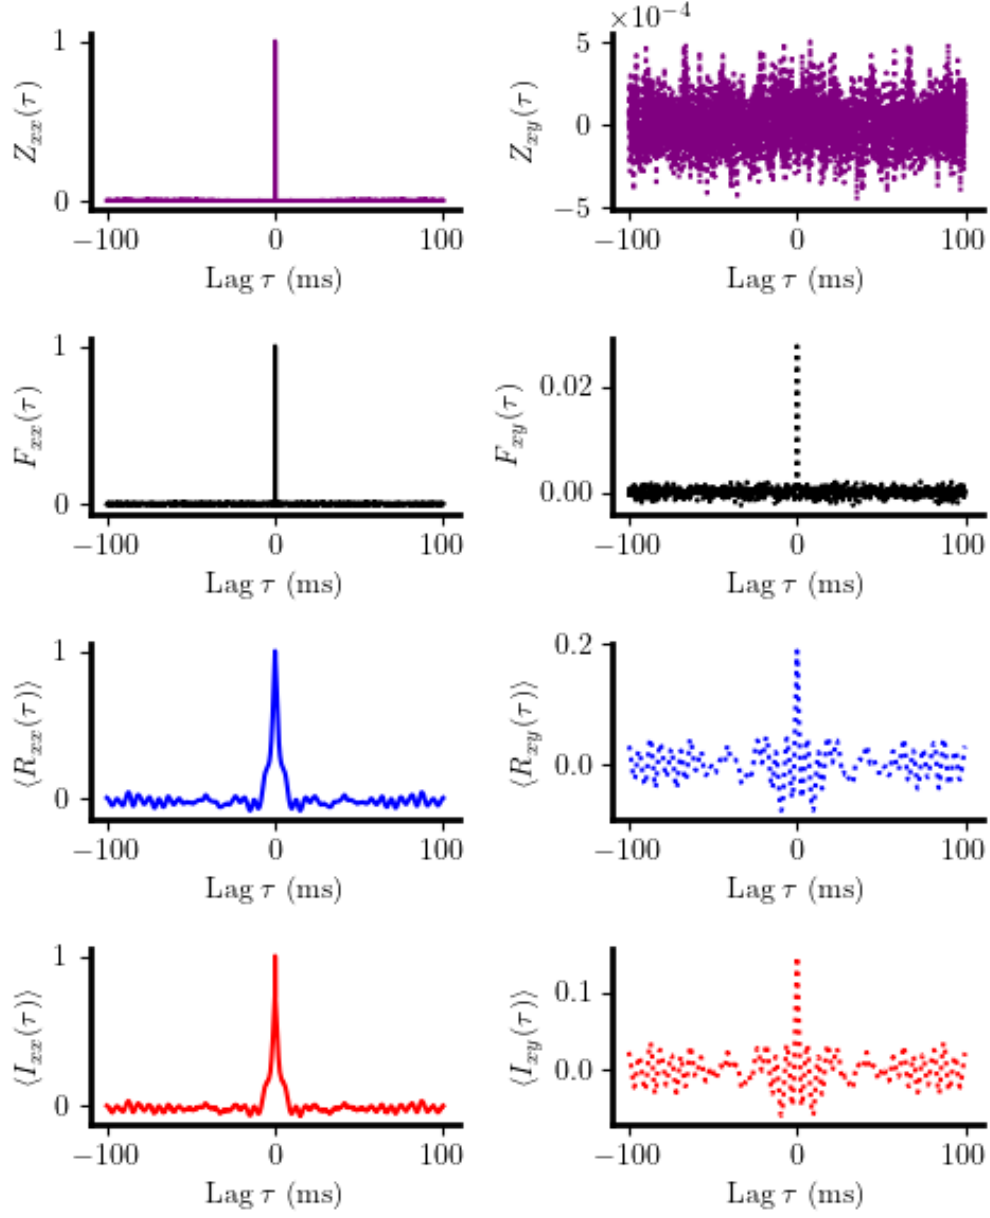 ×10⁻⁴
1
0
Z_xx(τ)
−100 0 100
Lag τ (ms)
5
0
−5
Z_xy(τ)
−100 0 100
Lag τ (ms)
1
0
F_xx(τ)
−100 0 100
Lag τ (ms)
0.02
0.00
F_xy(τ)
−100 0 100
Lag τ (ms)
1
0
⟨R_xx(τ)⟩
−100 0 100
Lag τ (ms)
0.2
0.0
⟨R_xy(τ)⟩
−100 0 100
Lag τ (ms)
1
0
⟨I_xx(τ)⟩
−100 0 100
Lag τ (ms)
0.1
0.0
⟨I_xy(τ)⟩
−100 0 100
Lag τ (ms)